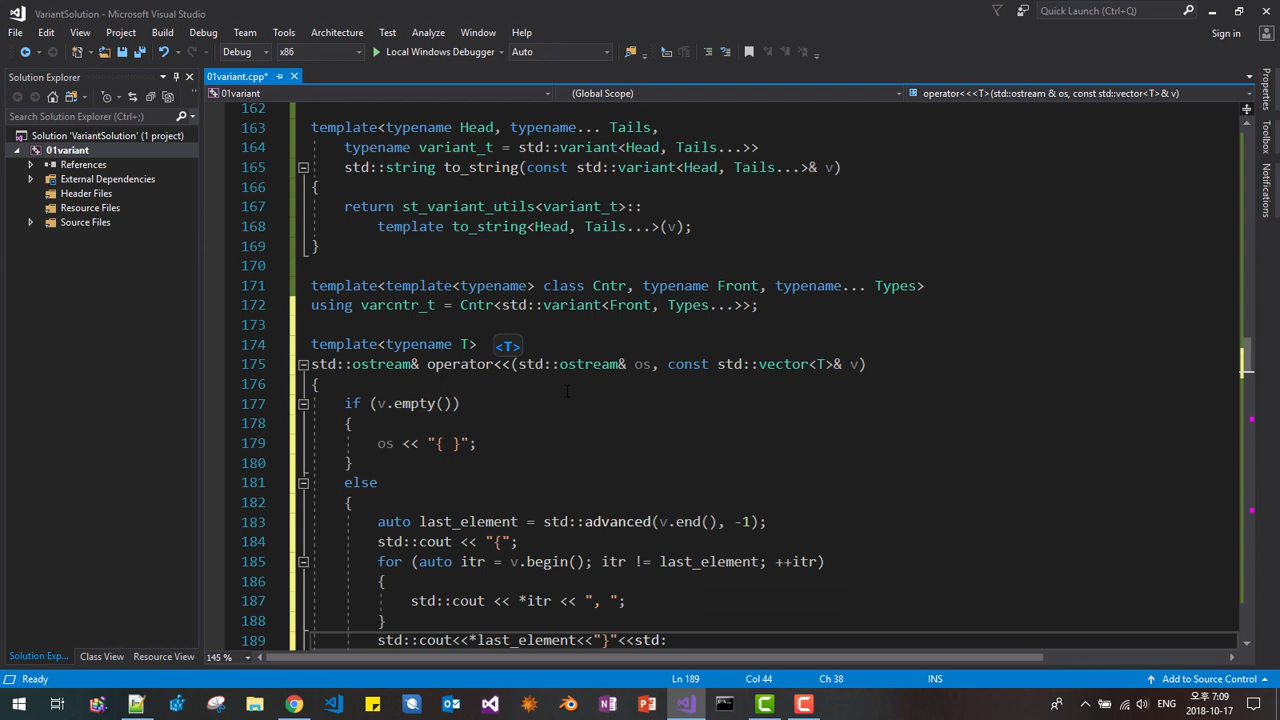 VariantSolution - Microsoft Visual Studio
Quick Launch (Ctrl+Q)
File Edit View Project Build Debug Team Tools Architecture Test Analyze Window Help
Sign in
Debug x86 Local Windows Debugger Auto
Solution Explorer
01variant.cpp*
01variant (Global Scope) operator<<<T>(std::ostream & os, const std::vector<T>& v)
Search Solution Explorer (Ctrl+;)
Solution 'VariantSolution' (1 project)
01variant
References
External Dependencies
Header Files
Resource Files
Source Files
162
163 template<typename Head, typename... Tails,
164 typename variant_t = std::variant<Head, Tails...>>
165 std::string to_string(const std::variant<Head, Tails...>& v)
166 {
167 return st_variant_utils<variant_t>::
168 template to_string<Head, Tails...>(v);
169 }
170
171 template<template<typename> class Cntr, typename Front, typename... Types>
172 using varcntr_t = Cntr<std::variant<Front, Types...>>;
173
174 template<typename T> <T>
175 std::ostream& operator<<(std::ostream& os, const std::vector<T>& v)
176 {
177 if (v.empty())
178 {
179 os << "{ }";
180 }
181 else
182 {
183 auto last_element = std::advanced(v.end(), -1);
184 std::cout << "{";
185 for (auto itr = v.begin(); itr != last_element; ++itr)
186 {
187 std::cout << *itr << ", ";
188 }
189 std::cout<<*last_element<<"}"<<std:
145 %
Solution Exp... Class View Resource View
Properties
Toolbox
Notifications
Ready Ln 189 Col 44 Ch 38 INS Add to Source Control
ENG
오후 7:09
2018-10-17